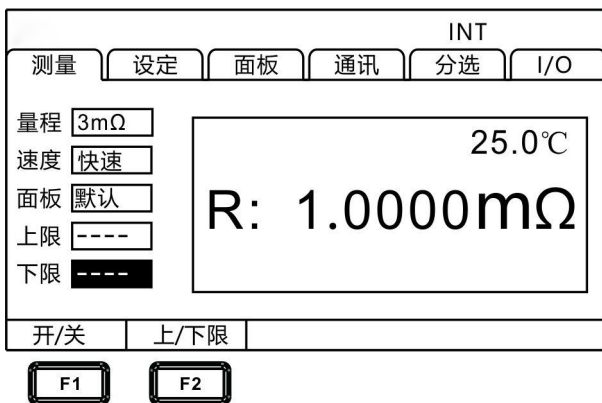 INT
测量 设定 面板 通讯 分选 I/O
量程 3mΩ
速度 快速
面板 默认
上限 ----
下限 ----
25.0℃
R: 1.0000mΩ
开/关 上/下限
F1 F2